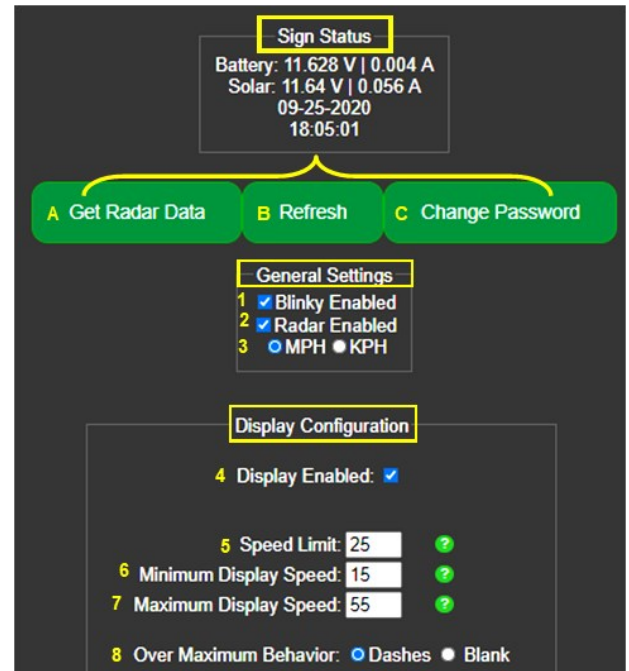 Sign Status
Battery: 11.628 V | 0.004 A
Solar: 11.64 V | 0.056 A
09-25-2020
18:05:01
A Get Radar Data B Refresh C Change Password
General Settings
1 Blinky Enabled
2 Radar Enabled
3 MPH KPH
Display Configuration
4 Display Enabled:
5 Speed Limit: 25 ?
6 Minimum Display Speed: 15 ?
7 Maximum Display Speed: 55 ?
8 Over Maximum Behavior: Dashes Blank